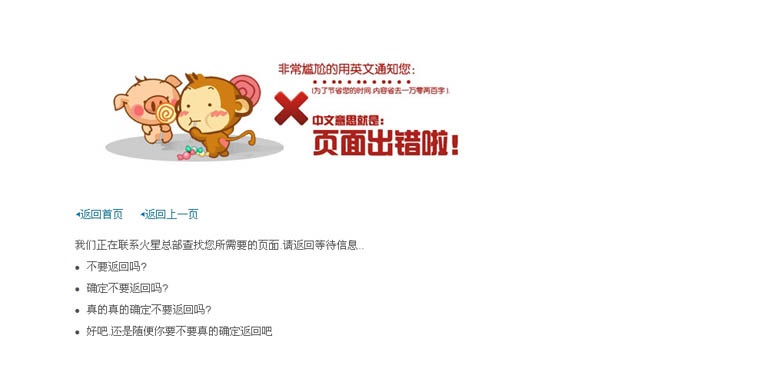 非常尴尬的用英文通知您:
(为了节省您的时间,内容省去一万零两百字).
中文意思就是:
页面出错啦!
返回首页 返回上一页
我们正在联系火星总部查找您所需要的页面.请返回等待信息..
不要返回吗?
确定不要返回吗?
真的真的确定不要返回吗?
好吧.还是随便你要不要真的确定返回吧